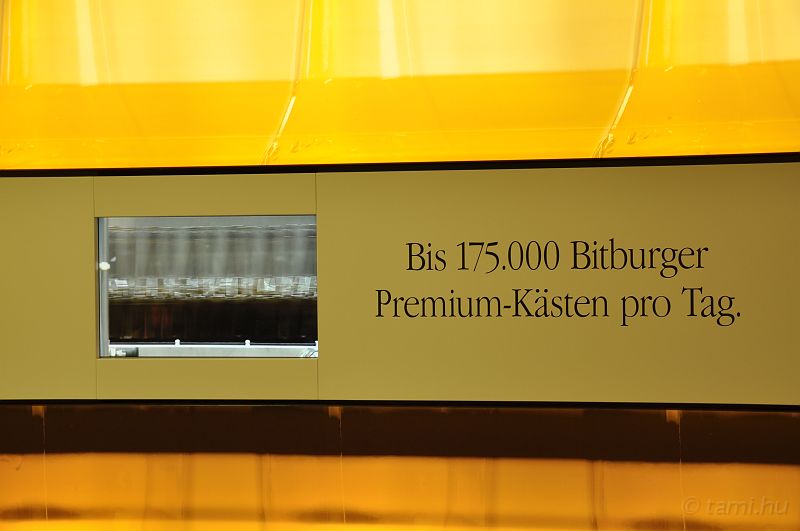 Bis 175.000 Bitburger
Premium-Kästen pro Tag.
© tami.hu